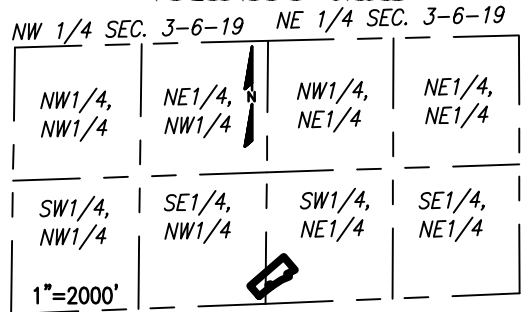 NW 1/4 SEC. 3-6-19 NE 1/4 SEC. 3-6-19
NW1/4, NE1/4, N NW1/4, NE1/4,
NW1/4 NW1/4 NE1/4 NE1/4
SW1/4, SE1/4, SW1/4, SE1/4,
NW1/4 NW1/4 NE1/4 NE1/4
1"=2000'